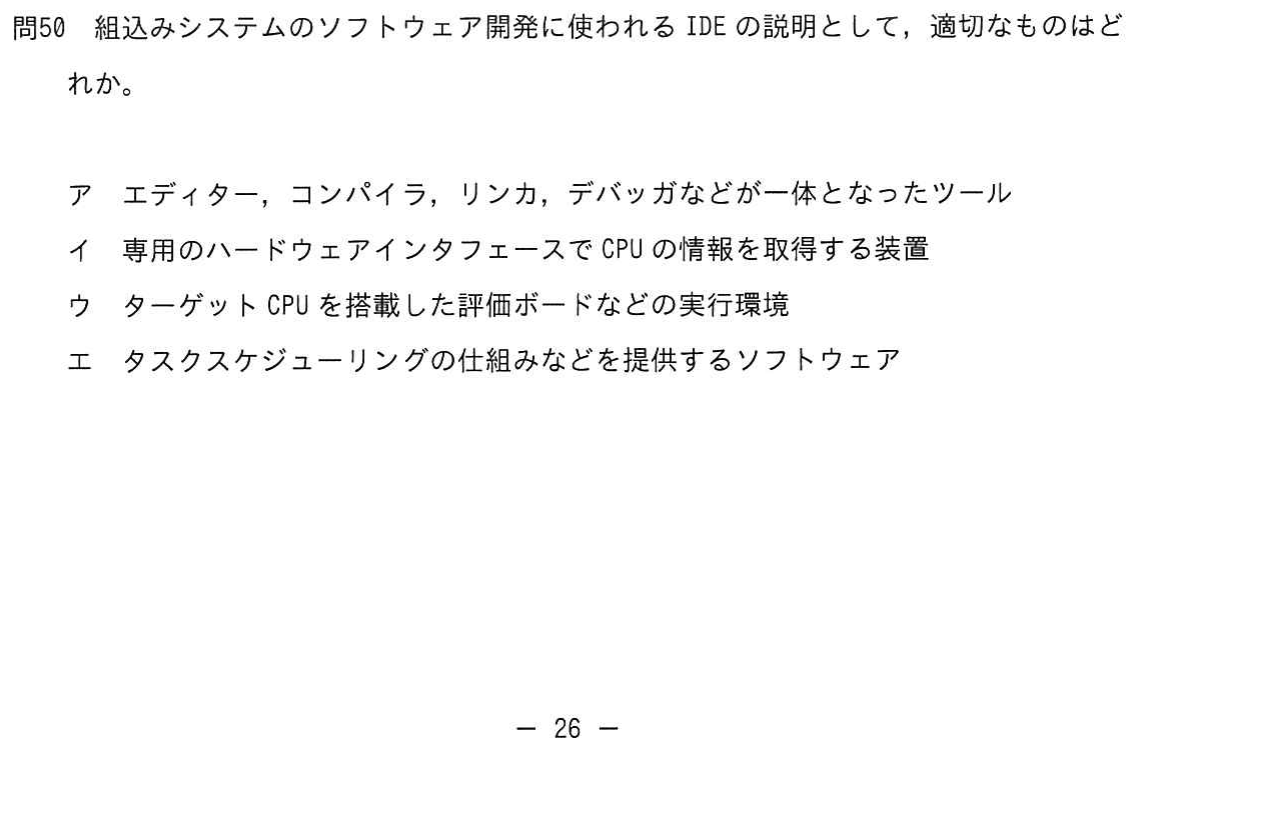 問50　組込みシステムのソフトウェア開発に使われる IDE の説明として，適切なものはど
れか。
ア　エディター，コンパイラ，リンカ，デバッガなどが一体となったツール
イ　専用のハードウェアインタフェースで CPU の情報を取得する装置
ウ　ターゲット CPU を搭載した評価ボードなどの実行環境
エ　タスクスケジューリングの仕組みなどを提供するソフトウェア
－ 26 －